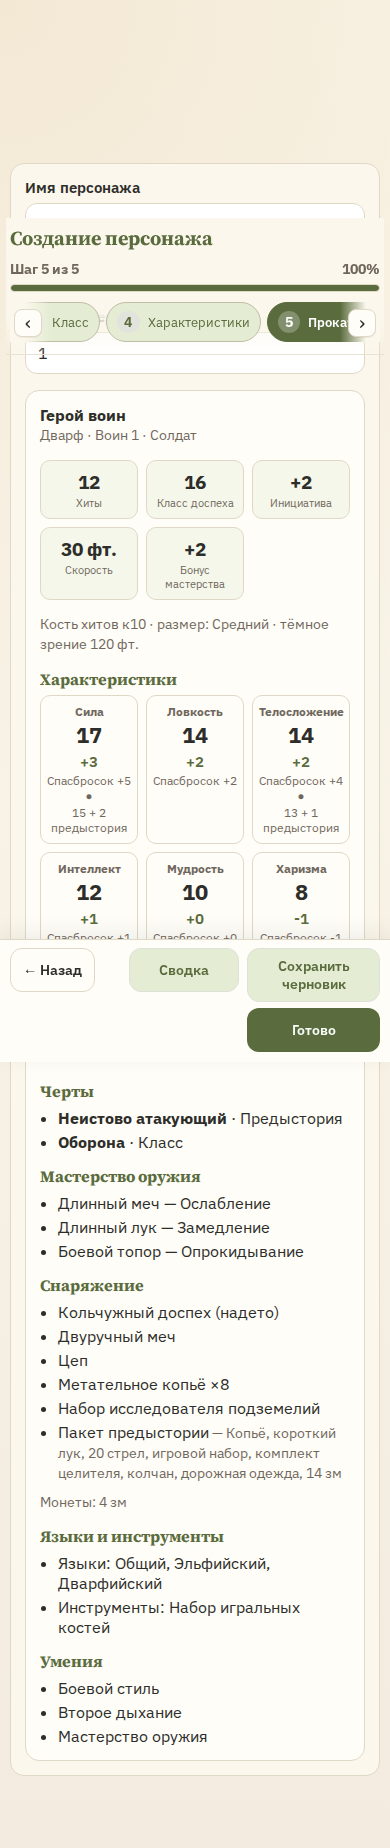 Имя персонажа
Создание персонажа
Шаг 5 из 5
100%
‹ Класс 4 Характеристики 5 Прока ›
1
Герой воин
Дварф · Воин 1 · Солдат
12 16 +2
Хиты Класс доспеха Инициатива
30 фт. +2
Скорость Бонус
мастерства
Кость хитов к10 · размер: Средний · тёмное
зрение 120 фт.
Характеристики
Сила Ловкость Телосложение
17 14 14
+3 +2 +2
Спасбросок +5 Спасбросок +2 Спасбросок +4
● ●
15 + 2 13 + 1
предыстория предыстория
Интеллект Мудрость Харизма
12 10 8
+1 +0 -1
Спасбросок +1 Спасбросок +0 Спасбросок -1
← Назад Сводка Сохранить
черновик
Готово
Черты
• Неистово атакующий · Предыстория
• Оборона · Класс
Мастерство оружия
• Длинный меч — Ослабление
• Длинный лук — Замедление
• Боевой топор — Опрокидывание
Снаряжение
• Кольчужный доспех (надето)
• Двуручный меч
• Цеп
• Метательное копьё ×8
• Набор исследователя подземелий
• Пакет предыстории — Копьё, короткий
лук, 20 стрел, игровой набор, комплект
целителя, колчан, дорожная одежда, 14 зм
Монеты: 4 зм
Языки и инструменты
• Языки: Общий, Эльфийский,
Дварфийский
• Инструменты: Набор игральных
костей
Умения
• Боевой стиль
• Второе дыхание
• Мастерство оружия